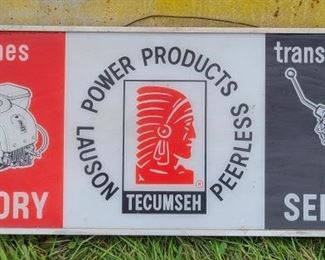 nes
LAUSON POWER PRODUCTS PEERLESS
trans
TECUMSEH
®
ORY
SE